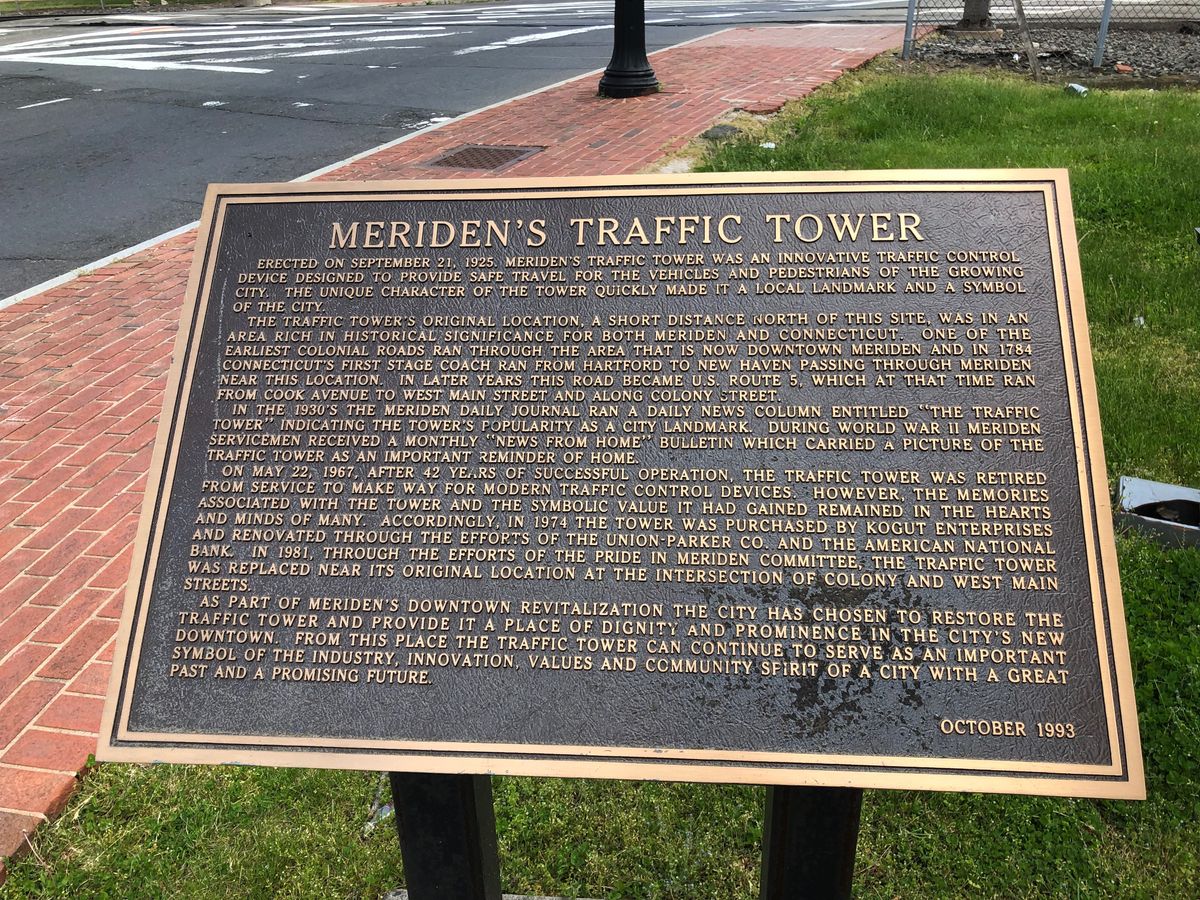 MERIDEN'S TRAFFIC TOWER
ERECTED ON SEPTEMBER 21, 1925, MERIDEN'S TRAFFIC TOWER WAS AN INNOVATIVE TRAFFIC CONTROL
DEVICE DESIGNED TO PROVIDE SAFE TRAVEL FOR THE VEHICLES AND PEDESTRIANS OF THE GROWING
CITY. THE UNIQUE CHARACTER OF THE TOWER QUICKLY MADE IT A LOCAL LANDMARK AND A SYMBOL
OF THE CITY.
THE TRAFFIC TOWER'S ORIGINAL LOCATION, A SHORT DISTANCE NORTH OF THIS SITE, WAS IN AN
AREA RICH IN HISTORICAL SIGNIFICANCE FOR BOTH MERIDEN AND CONNECTICUT. ONE OF THE
EARLIEST COLONIAL ROADS RAN THROUGH THE AREA THAT IS NOW DOWNTOWN MERIDEN AND IN 1784
CONNECTICUT'S FIRST STAGE COACH RAN FROM HARTFORD TO NEW HAVEN PASSING THROUGH MERIDEN
NEAR THIS LOCATION. IN LATER YEARS THIS ROAD BECAME U.S. ROUTE 5, WHICH AT THAT TIME RAN
FROM COOK AVENUE TO WEST MAIN STREET AND ALONG COLONY STREET.
IN THE 1930'S THE MERIDEN DAILY JOURNAL RAN A DAILY NEWS COLUMN ENTITLED "THE TRAFFIC
TOWER" INDICATING THE TOWER'S POPULARITY AS A CITY LANDMARK. DURING WORLD WAR II MERIDEN
SERVICEMEN RECEIVED A MONTHLY "NEWS FROM HOME" BULLETIN WHICH CARRIED A PICTURE OF THE
TRAFFIC TOWER AS AN IMPORTANT REMINDER OF HOME.
ON MAY 22, 1967, AFTER 42 YEARS OF SUCCESSFUL OPERATION, THE TRAFFIC TOWER WAS RETIRED
FROM SERVICE TO MAKE WAY FOR MODERN TRAFFIC CONTROL DEVICES. HOWEVER, THE MEMORIES
ASSOCIATED WITH THE TOWER AND THE SYMBOLIC VALUE IT HAD GAINED REMAINED IN THE HEARTS
AND MINDS OF MANY. ACCORDINGLY, IN 1974 THE TOWER WAS PURCHASED BY KOGUT ENTERPRISES
AND RENOVATED THROUGH THE EFFORTS OF THE UNION-PARKER CO. AND THE AMERICAN NATIONAL
BANK. IN 1981, THROUGH THE EFFORTS OF THE PRIDE IN MERIDEN COMMITTEE, THE TRAFFIC TOWER
WAS REPLACED NEAR ITS ORIGINAL LOCATION AT THE INTERSECTION OF COLONY AND WEST MAIN
STREETS.
AS PART OF MERIDEN'S DOWNTOWN REVITALIZATION THE CITY HAS CHOSEN TO RESTORE THE
TRAFFIC TOWER AND PROVIDE IT A PLACE OF DIGNITY AND PROMINENCE IN THE CITY'S NEW
DOWNTOWN. FROM THIS PLACE THE TRAFFIC TOWER CAN CONTINUE TO SERVE AS AN IMPORTANT
SYMBOL OF THE INDUSTRY, INNOVATION, VALUES AND COMMUNITY SPIRIT OF A CITY WITH A GREAT
PAST AND A PROMISING FUTURE.
OCTOBER 1993